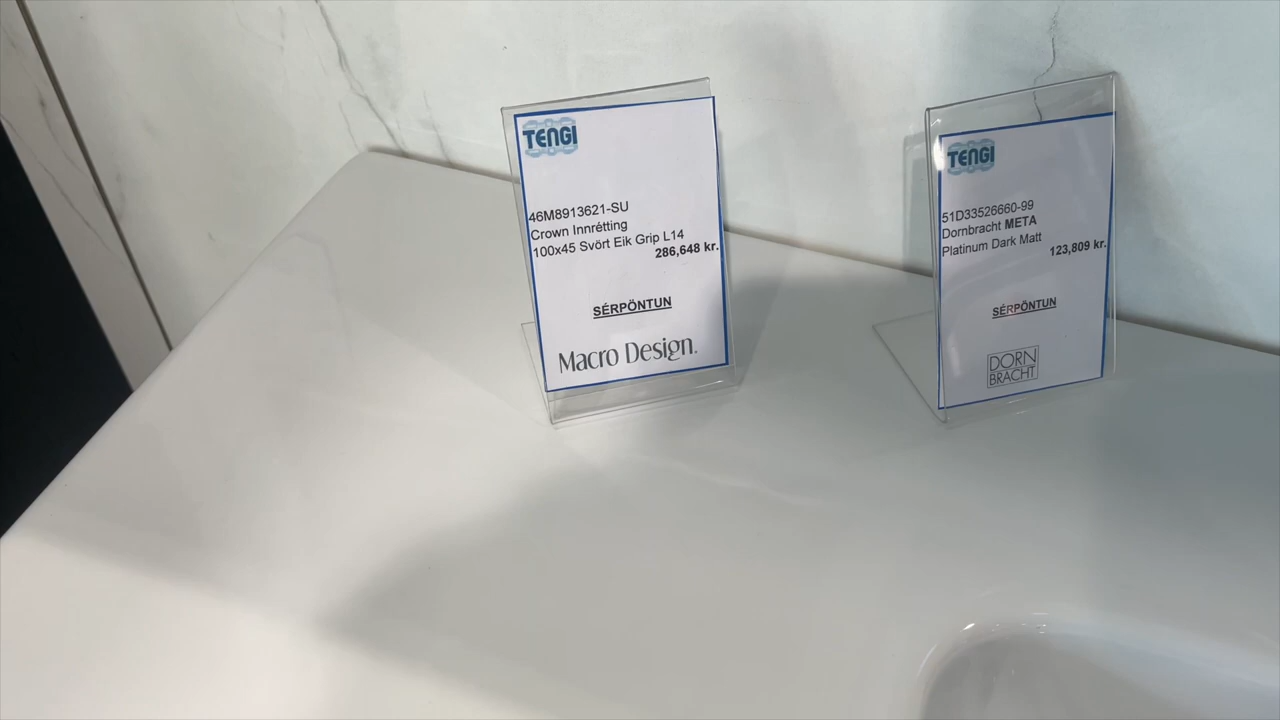 TENGI
46M8913621-SU
Crown Innrétting
100x45 Svört Eik Grip L14
286,648 kr.
SÉRPÖNTUN
Macro Design.
TENGI
51D33526660-99
Dornbracht META
Platinum Dark Matt
123,809 kr.
SÉRPÖNTUN
DORN
BRACHT